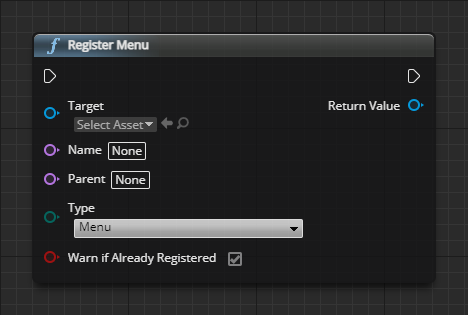 f Register Menu
Target
Return Value
Select Asset
Name None
Parent None
Type
Menu
Warn if Already Registered